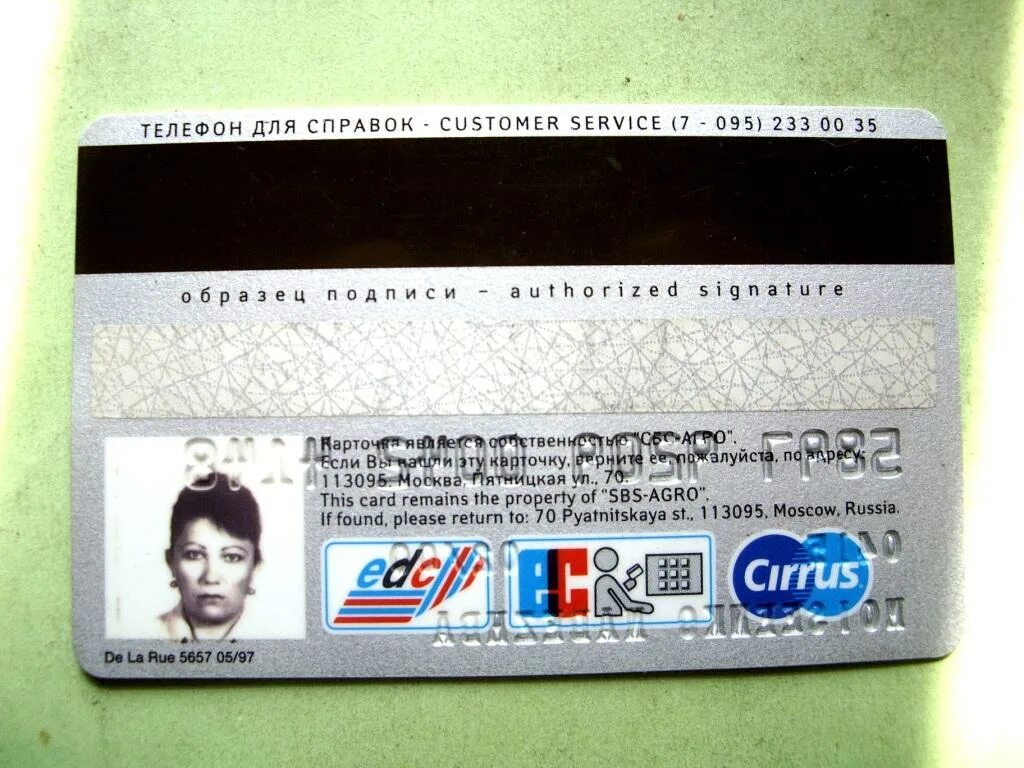 ТЕЛЕФОН ДЛЯ СПРАВОК - CUSTOMER SERVICE (7 - 095) 233 00 35
образец подписи – authorized signature
Карточка является собственностью "СБС-АГРО".
Если Вы нашли эту карточку, верните ее, пожалуйста, по адресу:
113095, Москва, Пятницкая ул., 70.
This card remains the property of "SBS-AGRO".
If found, please return to: 70 Pyatnitskaya st., 113095, Moscow, Russia.
edc
ec
Cirrus
De La Rue 5657 05/97